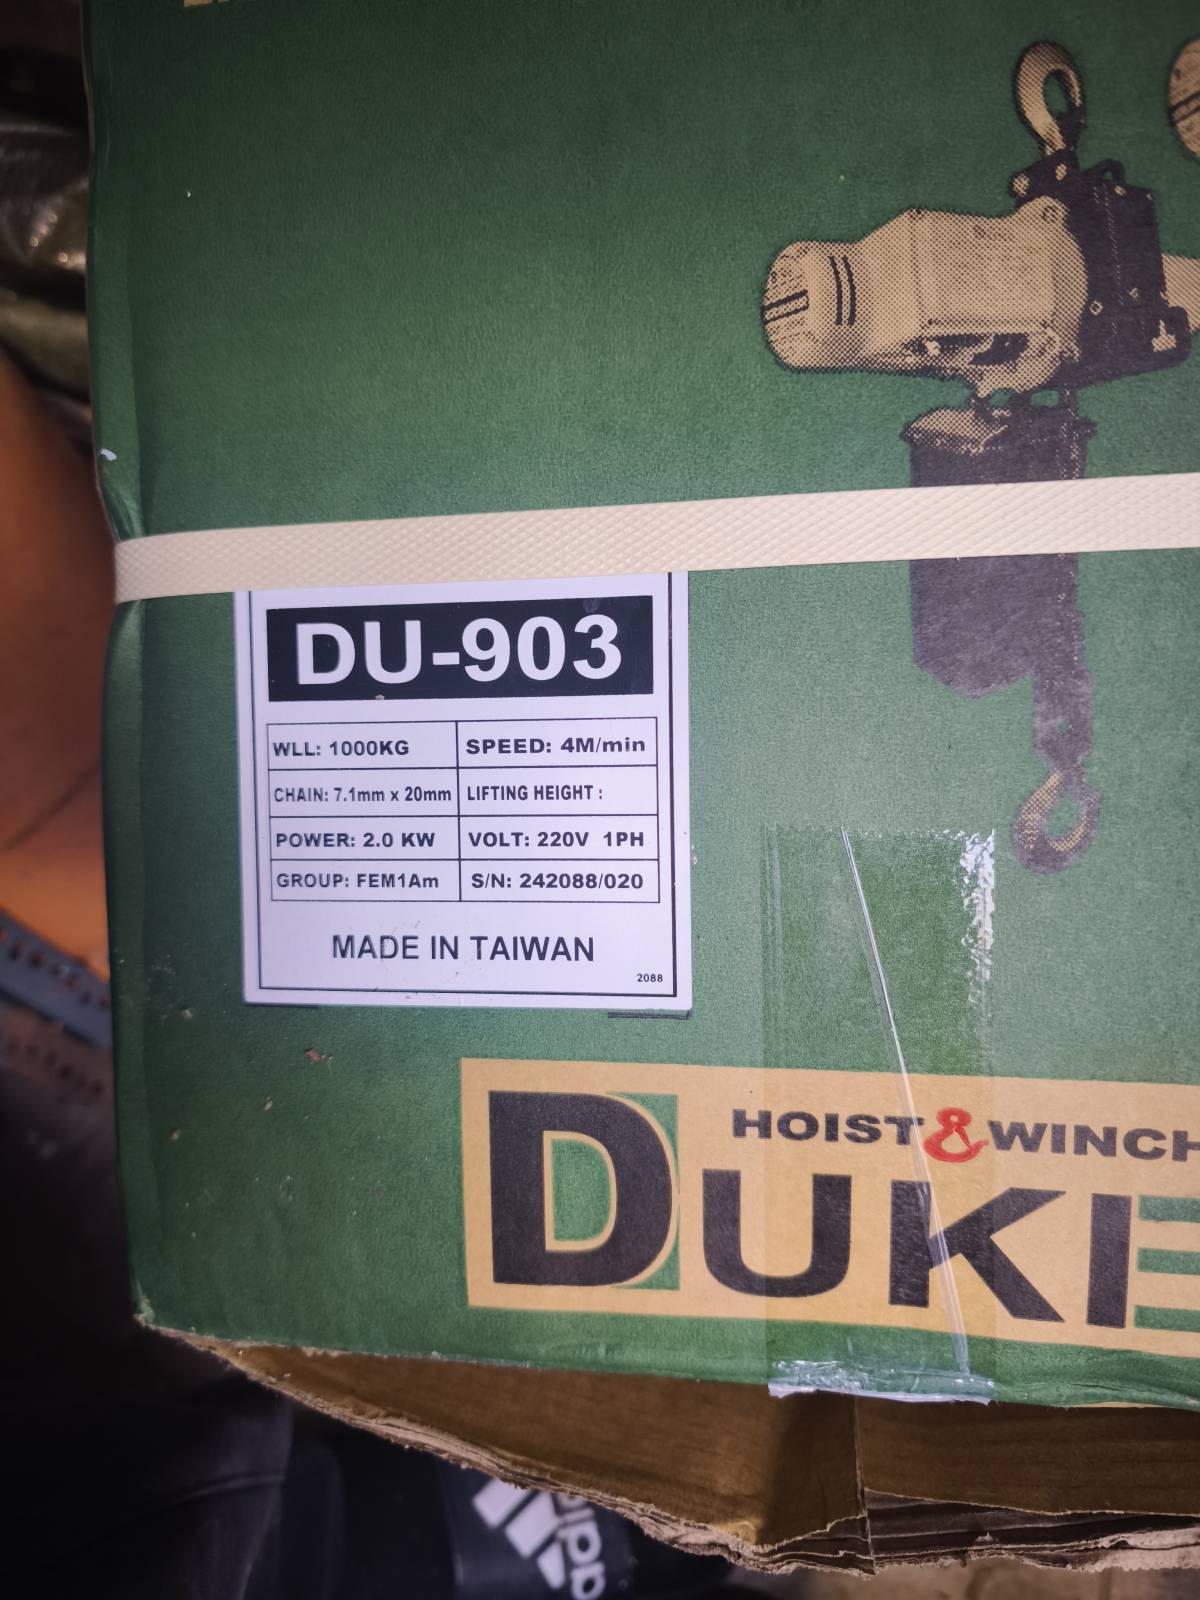 DU-903
WLL: 1000KG SPEED: 4M/min
CHAIN: 7.1mm x 20mm LIFTING HEIGHT :
POWER: 2.0 KW VOLT: 220V 1PH
GROUP: FEM1Am S/N: 242088/020
MADE IN TAIWAN
2088
HOIST&WINCH
DUKE
adidas